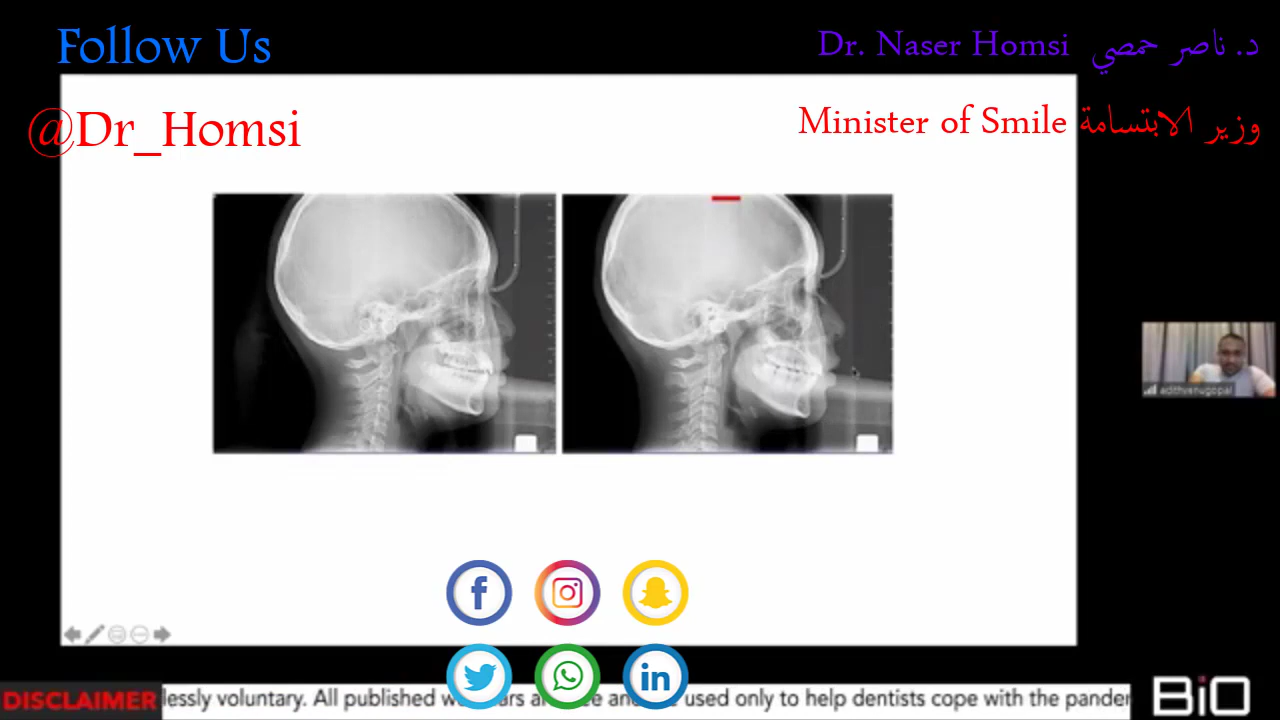 Follow Us
Dr. Naser Homsi د. ناصر حمصي
@Dr_Homsi
Minister of Smile وزير الابتسامة
adithvenugopal
DISCLAIMER lessly voluntary. All published used only to help dentists cope with the pander
BiO